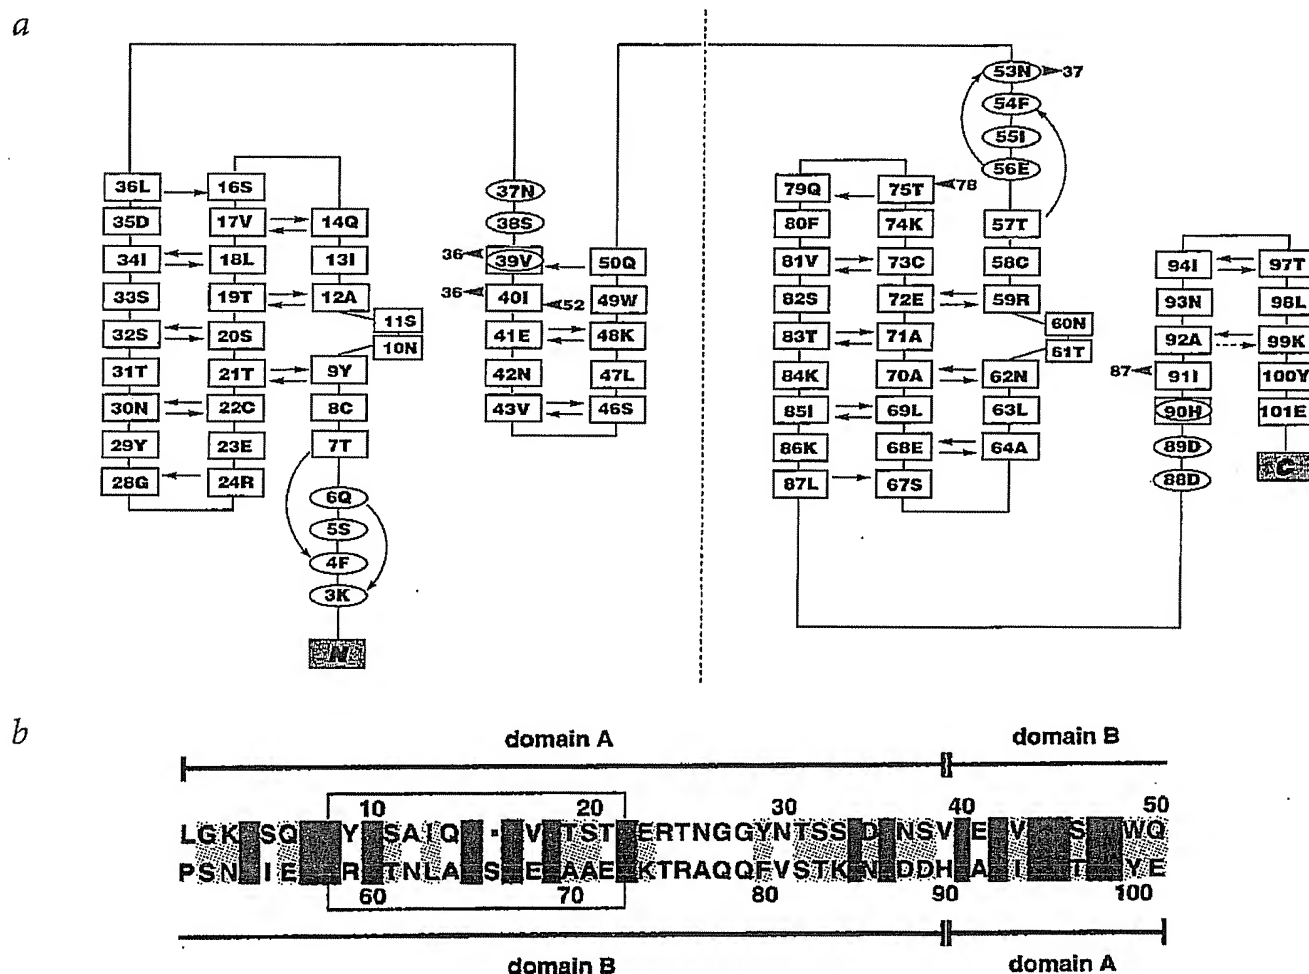 a
36L
35D
34I
33S
32S
31T
30N
29Y
28G
16S
17V
18L
19T
20S
21T
22C
23E
24R
14Q
13I
12A
11S
10N
9Y
8C
7T
6Q
5S
4F
3K
N
37N
38S
39V
40I
41E
42N
43V
36
36
52
50Q
49W
48K
47L
46S
53N
37
54F
55I
56E
57T
58C
59R
60N
61T
62N
63L
64A
79Q
80F
81V
82S
83T
84K
85I
86K
87L
75T
78
74K
73C
72E
71A
70A
69L
68E
67S
94I
93N
92A
91I
87
90H
89D
88D
97T
98L
99K
100Y
101E
C
b
domain A domain B
10 20 30 40 50
LGK SQ Y SAIQ V TST ERTNGGYNTSS D NSV E V S WQ
PSN IE R TNLA S E AAE KTRAQQFVSTK N DDH A I T YE
60 70 80 90 100
domain B domain A